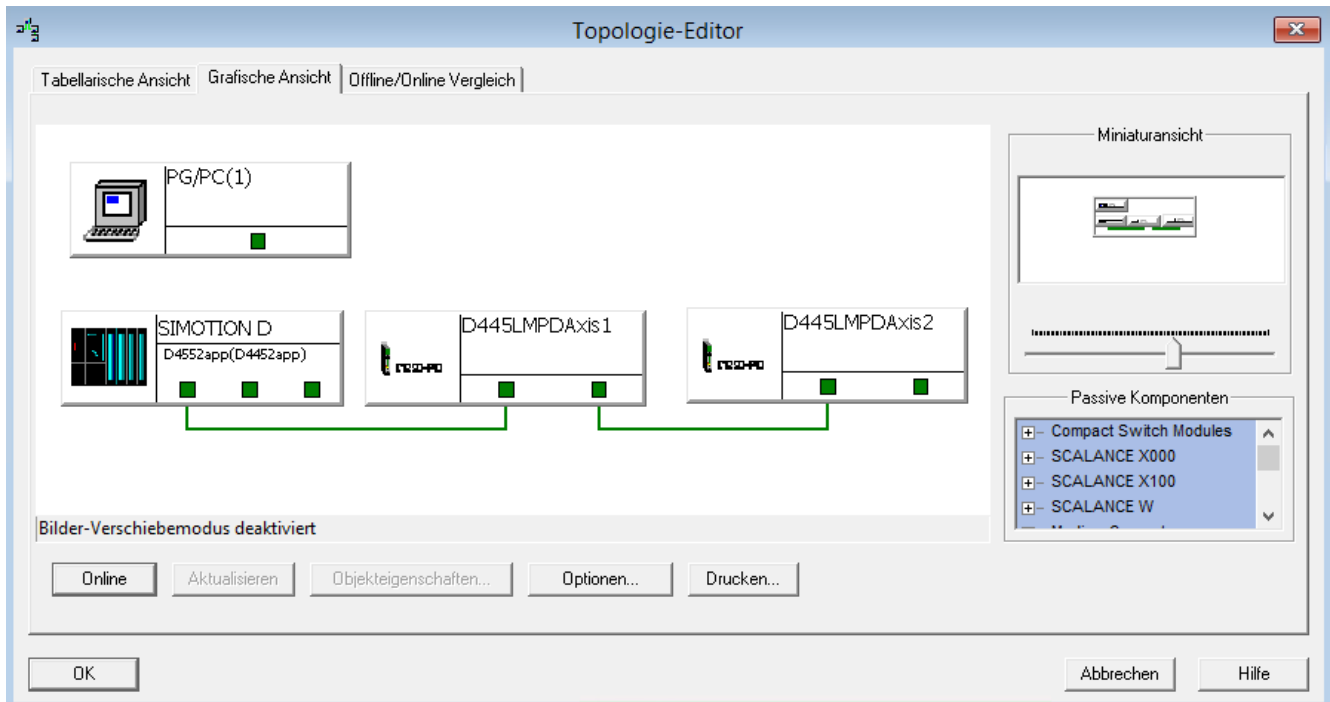 Topologie-Editor
Tabellarische Ansicht
Grafische Ansicht
Offline/Online Vergleich
PG/PC(1)
SIMOTION D
D4552app(D4452app)
D445LMPDAxis1
D445LMPDAxis2
Bilder-Verschiebemodus deaktiviert
Miniaturansicht
Passive Komponenten
Compact Switch Modules
SCALANCE X000
SCALANCE X100
SCALANCE W
Online
Aktualisieren
Objekteigenschaften...
Optionen...
Drucken...
OK
Abbrechen
Hilfe